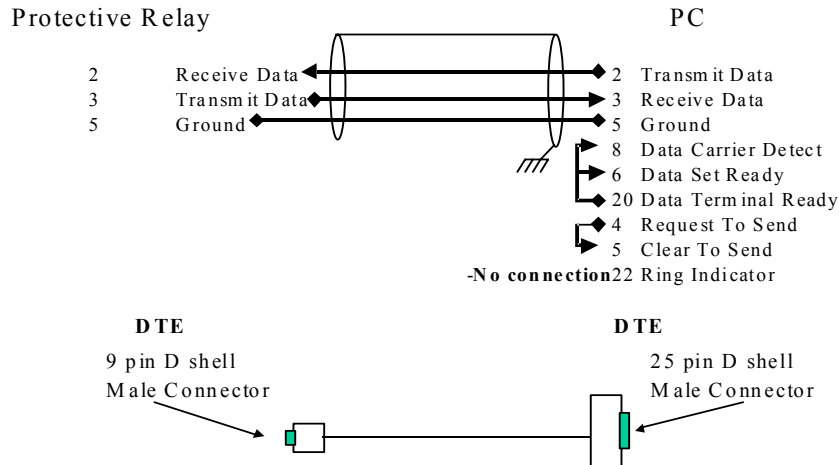 Protective Relay PC
2 Receive Data 2 Transmit Data
3 Transmit Data 3 Receive Data
5 Ground 5 Ground
8 Data Carrier Detect
6 Data Set Ready
20 Data Terminal Ready
4 Request To Send
5 Clear To Send
-No connection 22 Ring Indicator
DTE DTE
9 pin D shell 25 pin D shell
Male Connector Male Connector